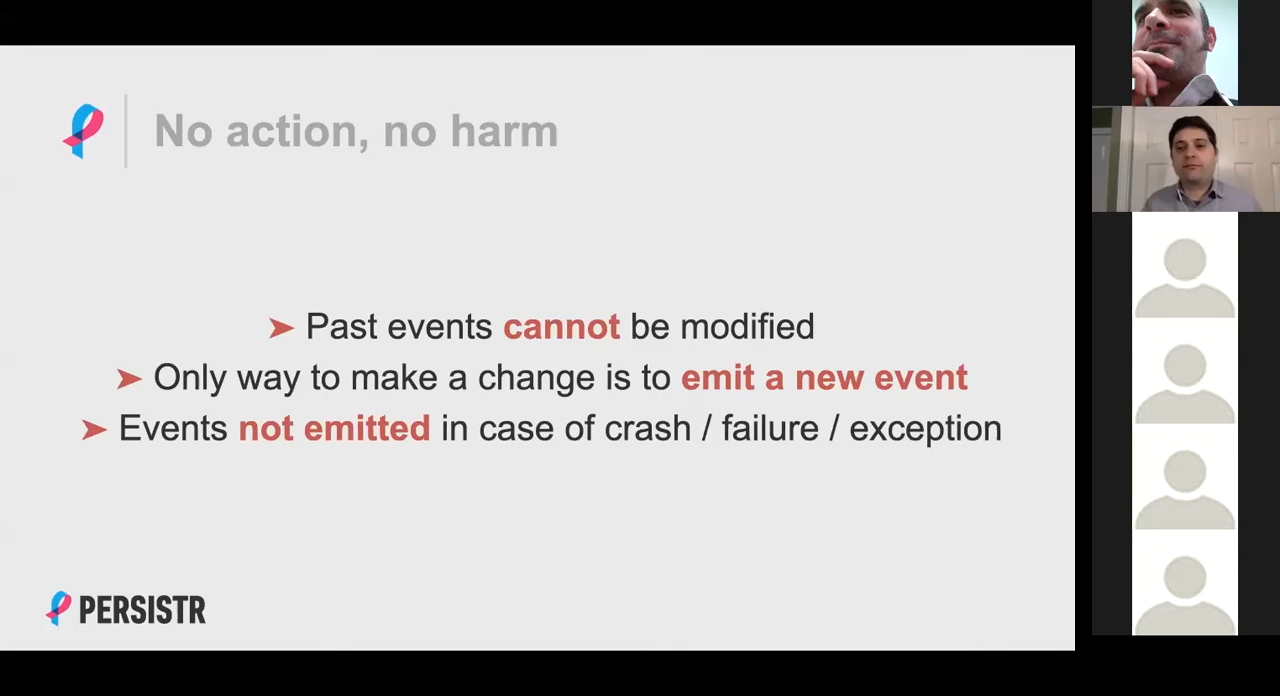 No action, no harm
➤ Past events cannot be modified
➤ Only way to make a change is to emit a new event
➤ Events not emitted in case of crash / failure / exception
PERSISTR